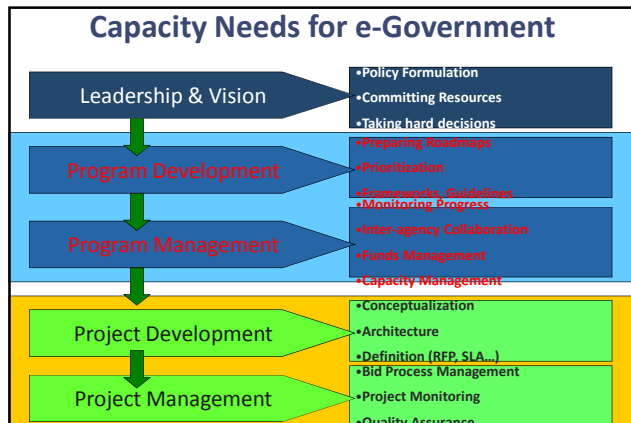 Capacity Needs for e-Government
Leadership & Vision
•Policy Formulation
•Committing Resources
•Taking hard decisions
Program Development
•Preparing Roadmaps
•Prioritization
•Frameworks, Guidelines
Program Management
•Monitoring Progress
•Inter-agency Collaboration
•Funds Management
•Capacity Management
Project Development
•Conceptualization
•Architecture
•Definition (RFP, SLA...)
Project Management
•Bid Process Management
•Project Monitoring
•Quality Assurance